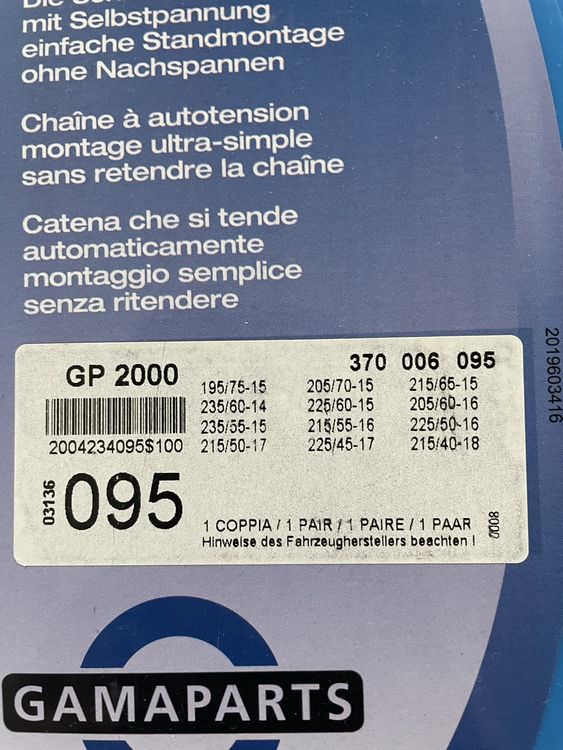 mit Selbstpannung
einfache Standmontage
ohne Nachspannen
Chaîne à autotension
montage ultra-simple
sans retendre la chaîne
Catena che si tende
automaticamente
montaggio semplice
senza ritendere
2019603416
GP 2000
370 006 095
195/75-15 205/70-15 215/65-15
235/60-14 225/60-15 205/60-16
235/55-15 215/55-16 225/50-16
215/50-17 225/45-17 215/40-18
2004234095$100
03136
095
1 COPPIA / 1 PAIR / 1 PAIRE / 1 PAAR
Hinweise des Fahrzeugherstellers beachten !
0008
GAMAPARTS